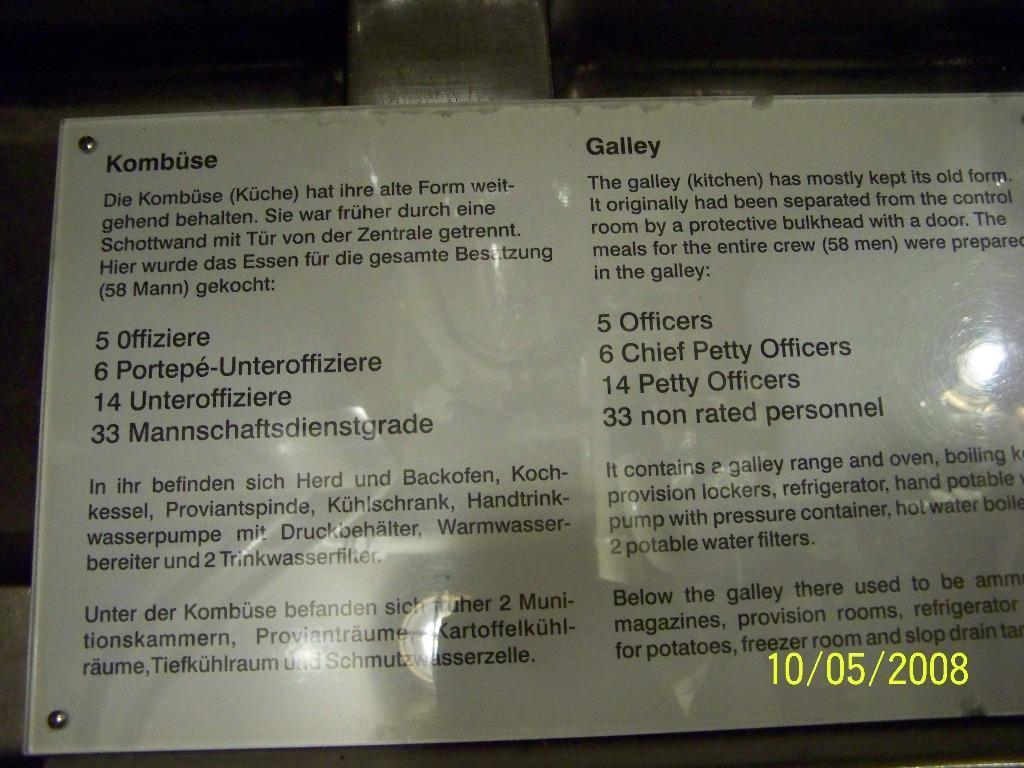 Kombüse
Die Kombüse (Küche) hat ihre alte Form weit-
gehend behalten. Sie war früher durch eine
Schottwand mit Tür von der Zentrale getrennt.
Hier wurde das Essen für die gesamte Besatzung
(58 Mann) gekocht:
5 Offiziere
6 Portepé-Unteroffiziere
14 Unteroffiziere
33 Mannschaftsdienstgrade
In ihr befinden sich Herd und Backofen, Koch-
kessel, Proviantspinde, Kühlschrank, Handtrink-
wasserpumpe mit Druckbehälter, Warmwasser-
bereiter und 2 Trinkwasserfilter.
Unter der Kombüse befanden sich früher 2 Muni-
tionskammern, Provianträume, Kartoffelkühl-
räume, Tiefkühlraum und Schmutzwasserzelle.
Galley
The galley (kitchen) has mostly kept its old form.
It originally had been separated from the control
room by a protective bulkhead with a door. The
meals for the entire crew (58 men) were prepared
in the galley:
5 Officers
6 Chief Petty Officers
14 Petty Officers
33 non rated personnel
It contains a galley range and oven, boiling
provision lockers, refrigerator, hand potable
pump with pressure container, hot water
2 potable water filters.
Below the galley there used to be
magazines, provision rooms, refrigerator
for potatoes, freezer room and slop drain
10/05/2008